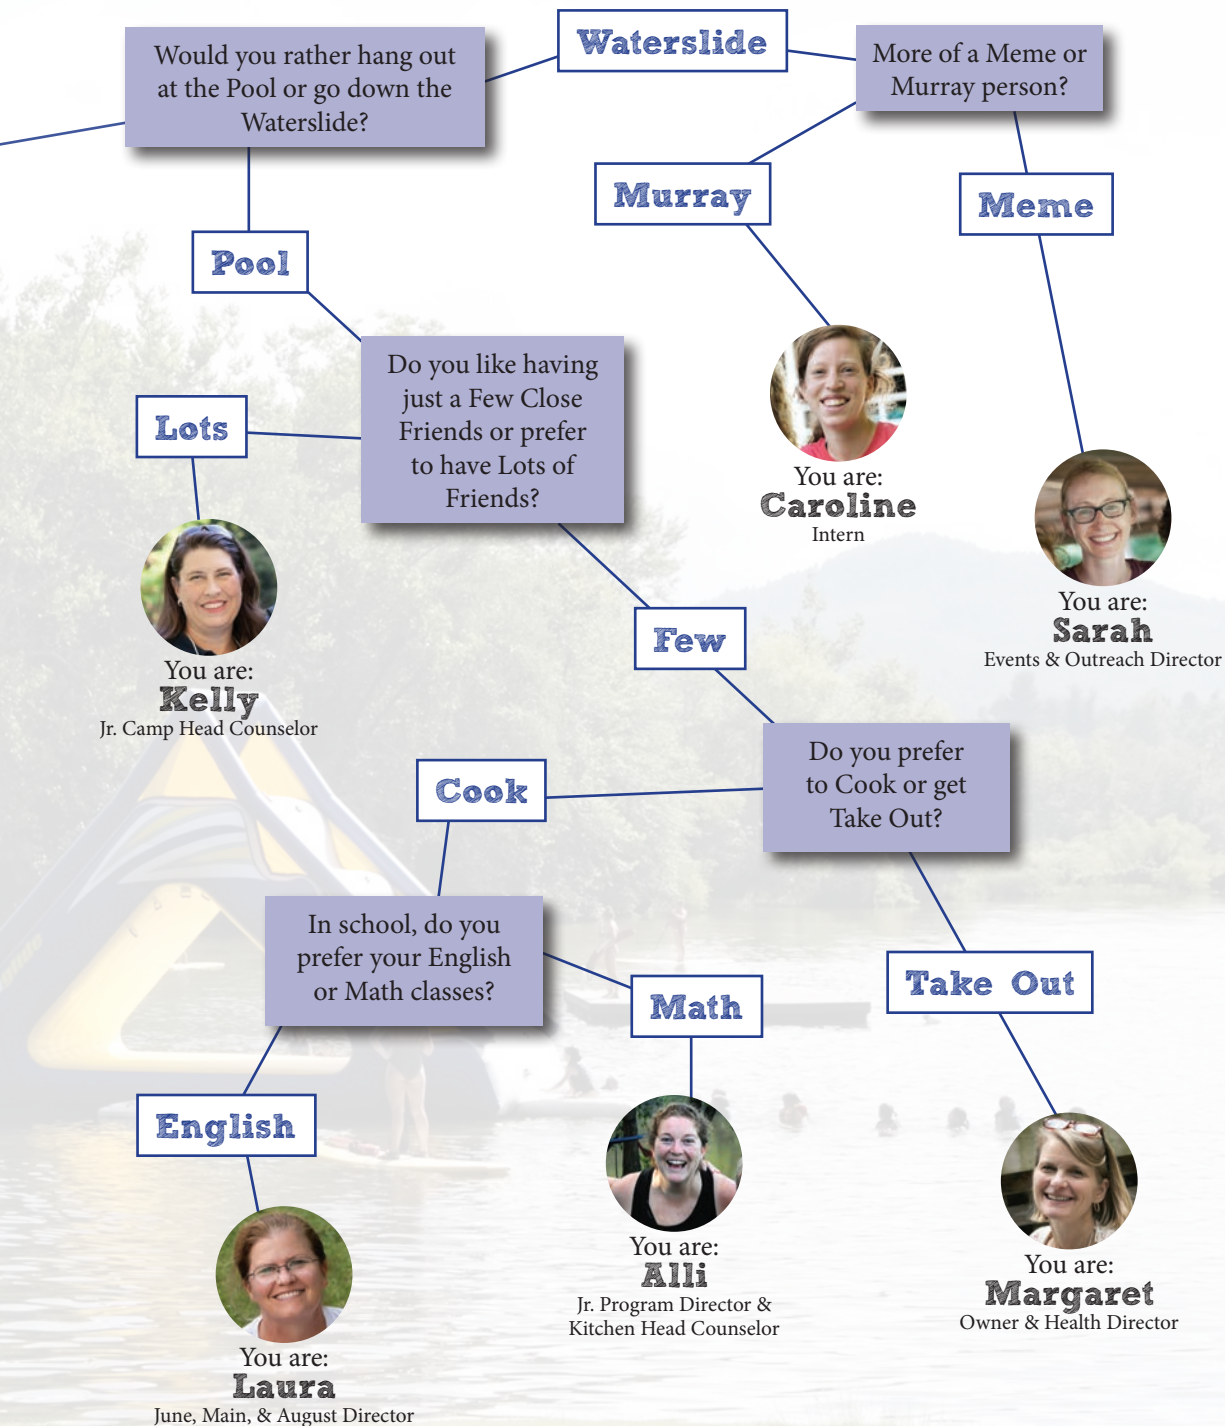 Would you rather hang out
at the Pool or go down the
Waterslide?
Waterslide
More of a Meme or
Murray person?
Murray
Meme
Pool
Do you like having
just a Few Close
Friends or prefer
to have Lots of
Friends?
Lots
You are:
Caroline
Intern
You are:
Sarah
Events & Outreach Director
Few
You are:
Kelly
Jr. Camp Head Counselor
Do you prefer
to Cook or get
Take Out?
Cook
In school, do you
prefer your English
or Math classes?
Math
Take Out
English
You are:
Alli
Jr. Program Director &
Kitchen Head Counselor
You are:
Margaret
Owner & Health Director
You are:
Laura
June, Main, & August Director